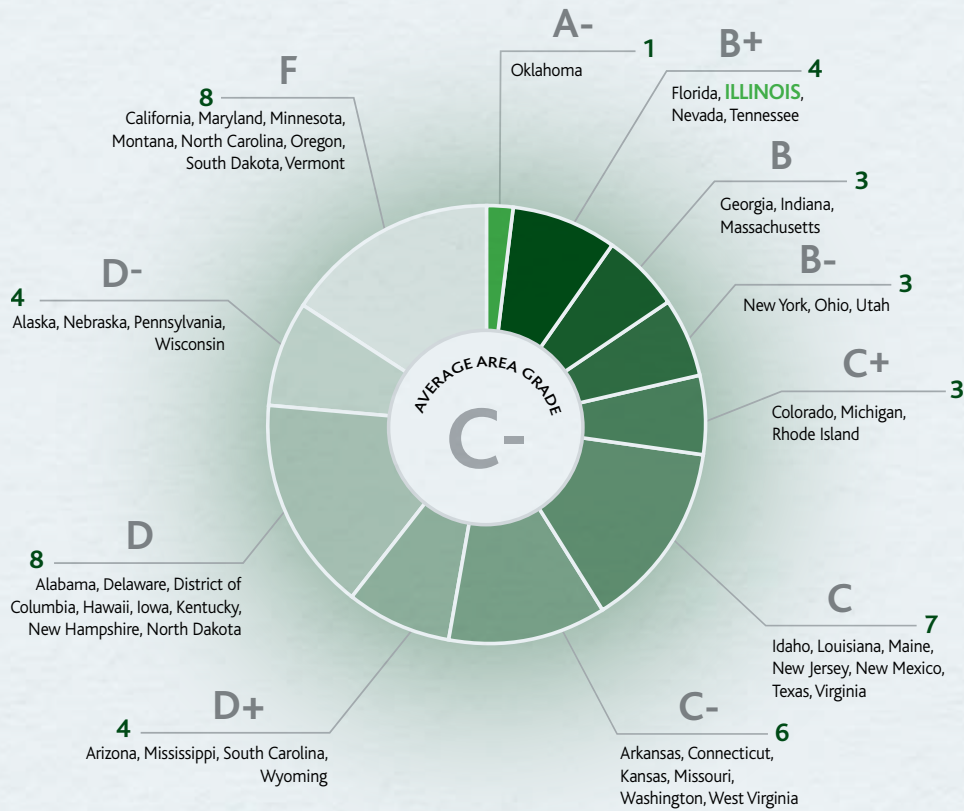 A-
1
Oklahoma
B+
4
Florida, ILLINOIS,
Nevada, Tennessee
B
3
Georgia, Indiana,
Massachusetts
B-
3
New York, Ohio, Utah
C+
3
Colorado, Michigan,
Rhode Island
C
7
Idaho, Louisiana, Maine,
New Jersey, New Mexico,
Texas, Virginia
C-
6
Arkansas, Connecticut,
Kansas, Missouri,
Washington, West Virginia
D+
4
Arizona, Mississippi, South Carolina,
Wyoming
D
8
Alabama, Delaware, District of
Columbia, Hawaii, Iowa, Kentucky,
New Hampshire, North Dakota
D-
4
Alaska, Nebraska, Pennsylvania,
Wisconsin
F
8
California, Maryland, Minnesota,
Montana, North Carolina, Oregon,
South Dakota, Vermont
AVERAGE AREA GRADE
C-